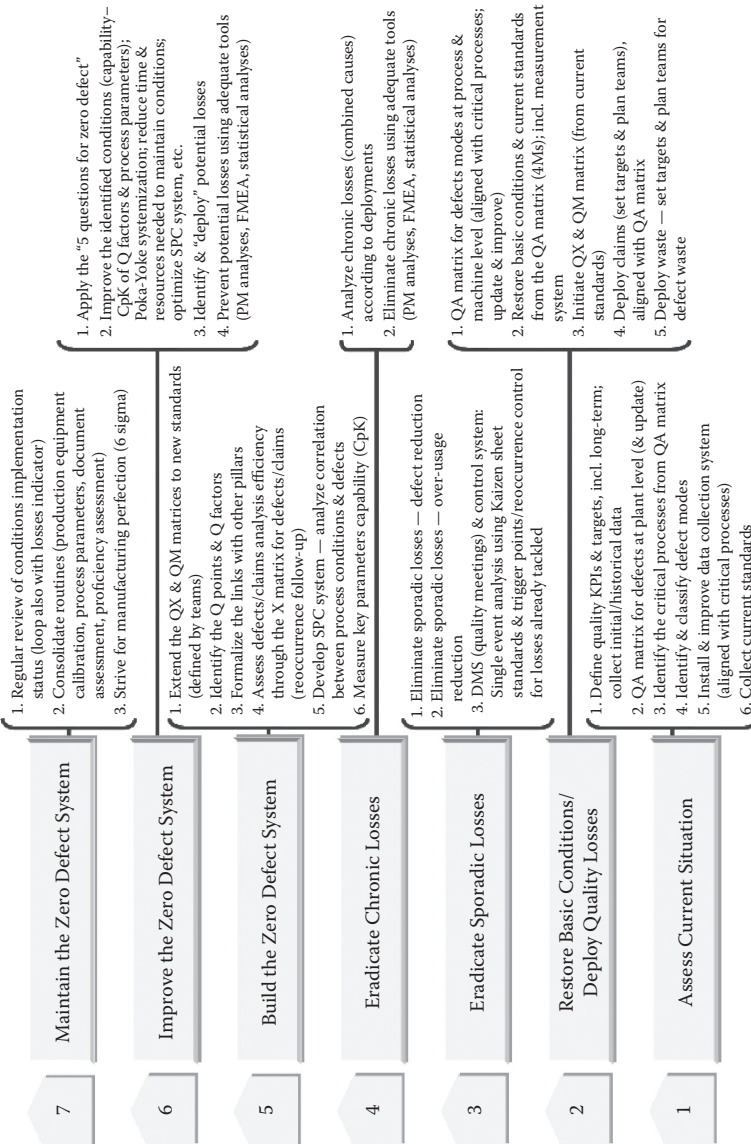 7
Maintain the Zero Defect System
1. Regular review of conditions implementation
status (loop also with losses indicator)
2. Consolidate routines (production equipment
calibration, process parameters, document
assessment, proficiency assessment)
3. Strive for manufacturing perfection (6 sigma)
6
Improve the Zero Defect System
1. Apply the “5 questions for zero defect”
2. Improve the identified conditions (capability–
CpK of Q factors & process parameters);
Poka-Yoke systemization; reduce time &
resources needed to maintain conditions;
optimize SPC system, etc.
3. Identify & “deploy” potential losses
4. Prevent potential losses using adequate tools
(PM analyses, FMEA, statistical analyses)
5
Build the Zero Defect System
1. Extend the QX & QM matrices to new standards
(defined by teams)
2. Identify the Q points & Q factors
3. Formalize the links with other pillars
4. Assess defects/claims analysis efficiency
through the X matrix for defects/claims
(reoccurrence follow-up)
5. Develop SPC system — analyze correlation
between process conditions & defects
6. Measure key parameters capability (CpK)
4
Eradicate Chronic Losses
1. Analyze chronic losses (combined causes)
according to deployments
2. Eliminate chronic losses using adequate tools
(PM analyses, FMEA, statistical analyses)
3
Eradicate Sporadic Losses
1. Eliminate sporadic losses — defect reduction
2. Eliminate sporadic losses — over-usage
reduction
3. DMS (quality meetings) & control system:
Single event analysis using Kaizen sheet
standards & trigger points/reoccurrence control
for losses already tackled
2
Restore Basic Conditions/
Deploy Quality Losses
1. QA matrix for defects modes at process &
machine level (aligned with critical processes;
update & improve)
2. Restore basic conditions & current standards
from the QA matrix (4Ms); incl. measurement
system
3. Initiate QX & QM matrix (from current
standards)
4. Deploy claims (set targets & plan teams),
aligned with QA matrix
5. Deploy waste — set targets & plan teams for
defect waste
1
Assess Current Situation
1. Define quality KPIs & targets, incl. long-term;
collect initial/historical data
2. QA matrix for defects at plant level (& update)
3. Identify the critical processes from QA matrix
4. Identify & classify defect modes
5. Install & improve data collection system
(aligned with critical processes)
6. Collect current standards